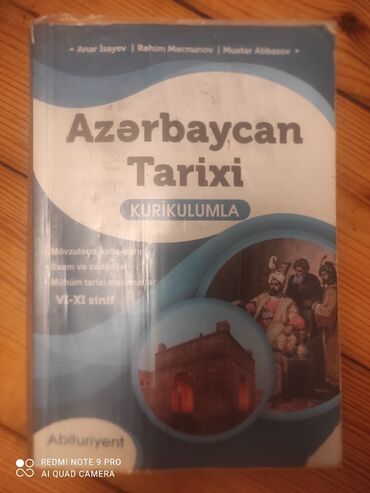 • Anar İsayev | Rəhim Məcnunov | Muxtar Abbasov •
Azərbaycan
Tarixi
KURİKULUMLA
• Mövzuların
• Sxem və cədvəllər
• Mühüm tarixi məlumatlar
VI-XI sinif
Abituriyent
REDMI NOTE 9 PRO
AI QUAD CAMERA